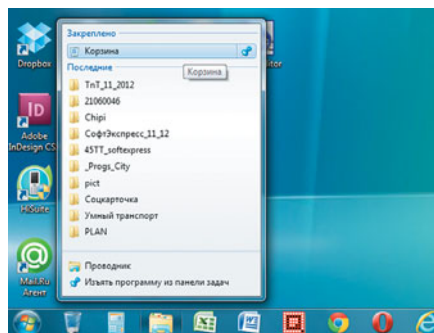 Закреплено
Корзина
Последние
Корзина
TnT_11_2012
21060046
Chipi
СофтЭкспресс_11_12
45TT_softexpress
_Progs_City
pict
Соцкарточка
Умный транспорт
PLAN
Проводник
Изъять программу из панели задач
Dropbox
itor
Adobe
InDesign CS
HiSuite
Mail.Ru
Агент